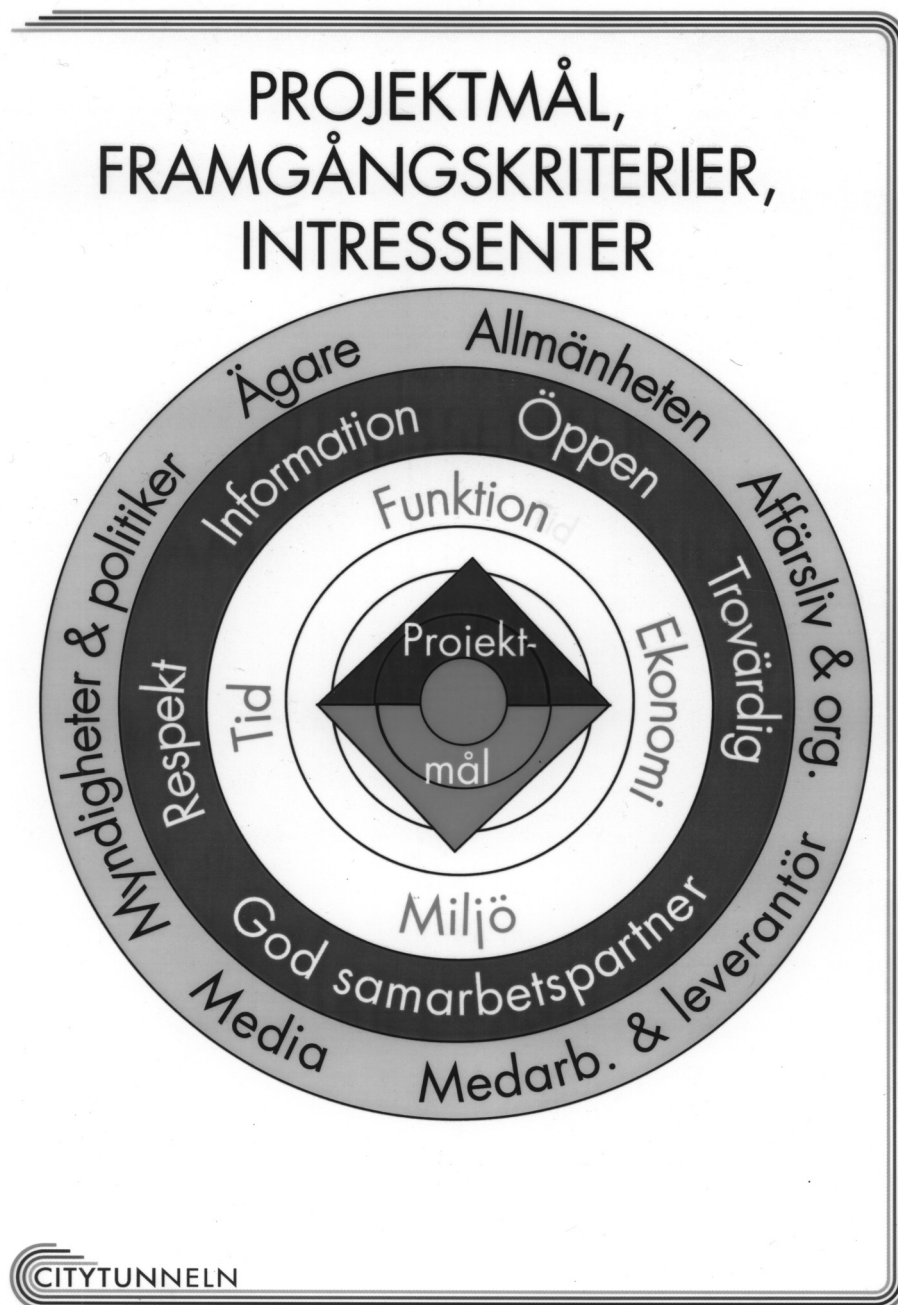 PROJEKTMÅL,
FRAMGÅNGSKRITERIER,
INTRESSENTER
Ägare
Allmänheten
Affärsliv & org.
Medarb. & leverantör
Media
Myndigheter & politiker
Information
Öppen
Trovärdig
God samarbetspartner
Respekt
Funktion
Tid
Ekonomi
Miljö
Tid
Projekt-
mål
CITYTUNNELN